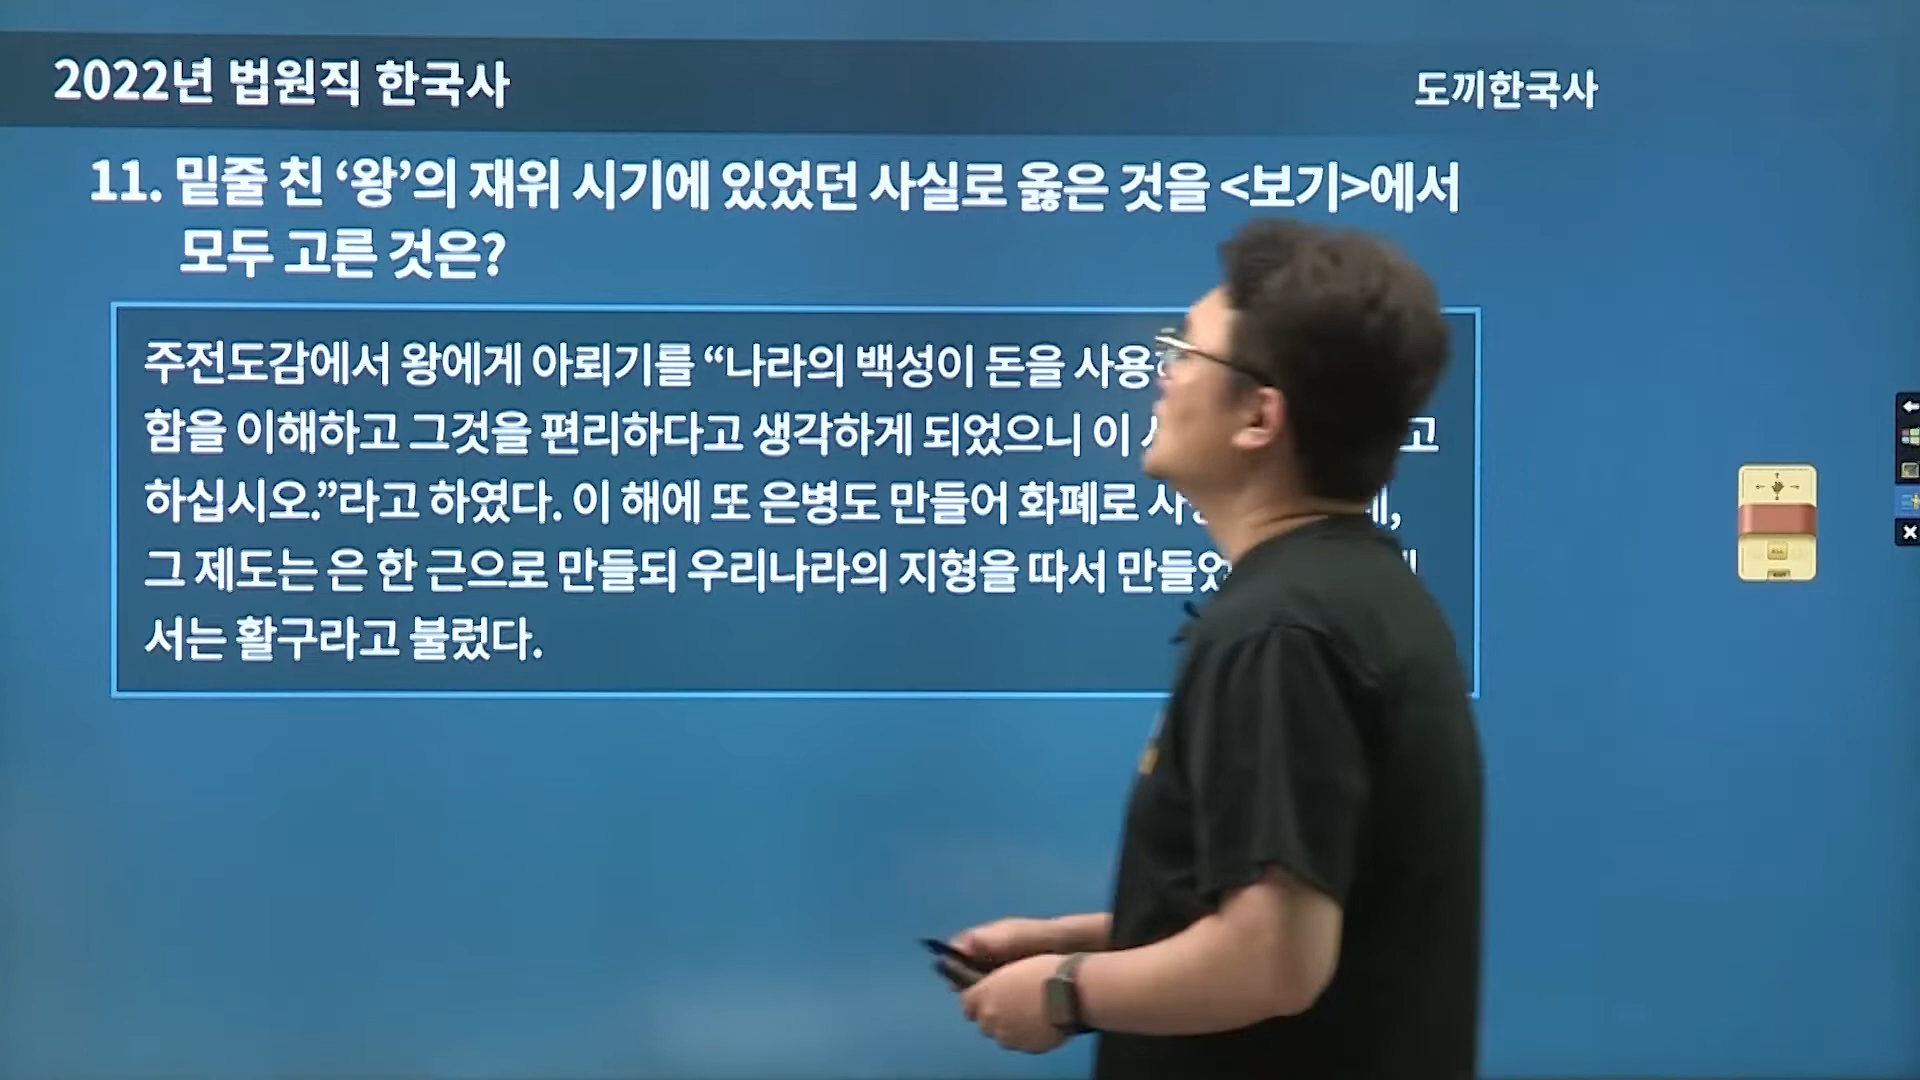 2022년 법원직 한국사
도끼한국사
11. 밑줄 친 ‘왕’의 재위 시기에 있었던 사실로 옳은 것을 <보기>에서
모두 고른 것은?
주전도감에서 왕에게 아뢰기를 “나라의 백성이 돈을
함을 이해하고 그것을 편리하다고 생각하게 되었으니 이
하십시오.”라고 하였다. 이 해에 또 은병도 만들어 화폐로
그 제도는 은 한 근으로 만들되 우리나라의 지형을 따서
서는 활구라고 불렀다.